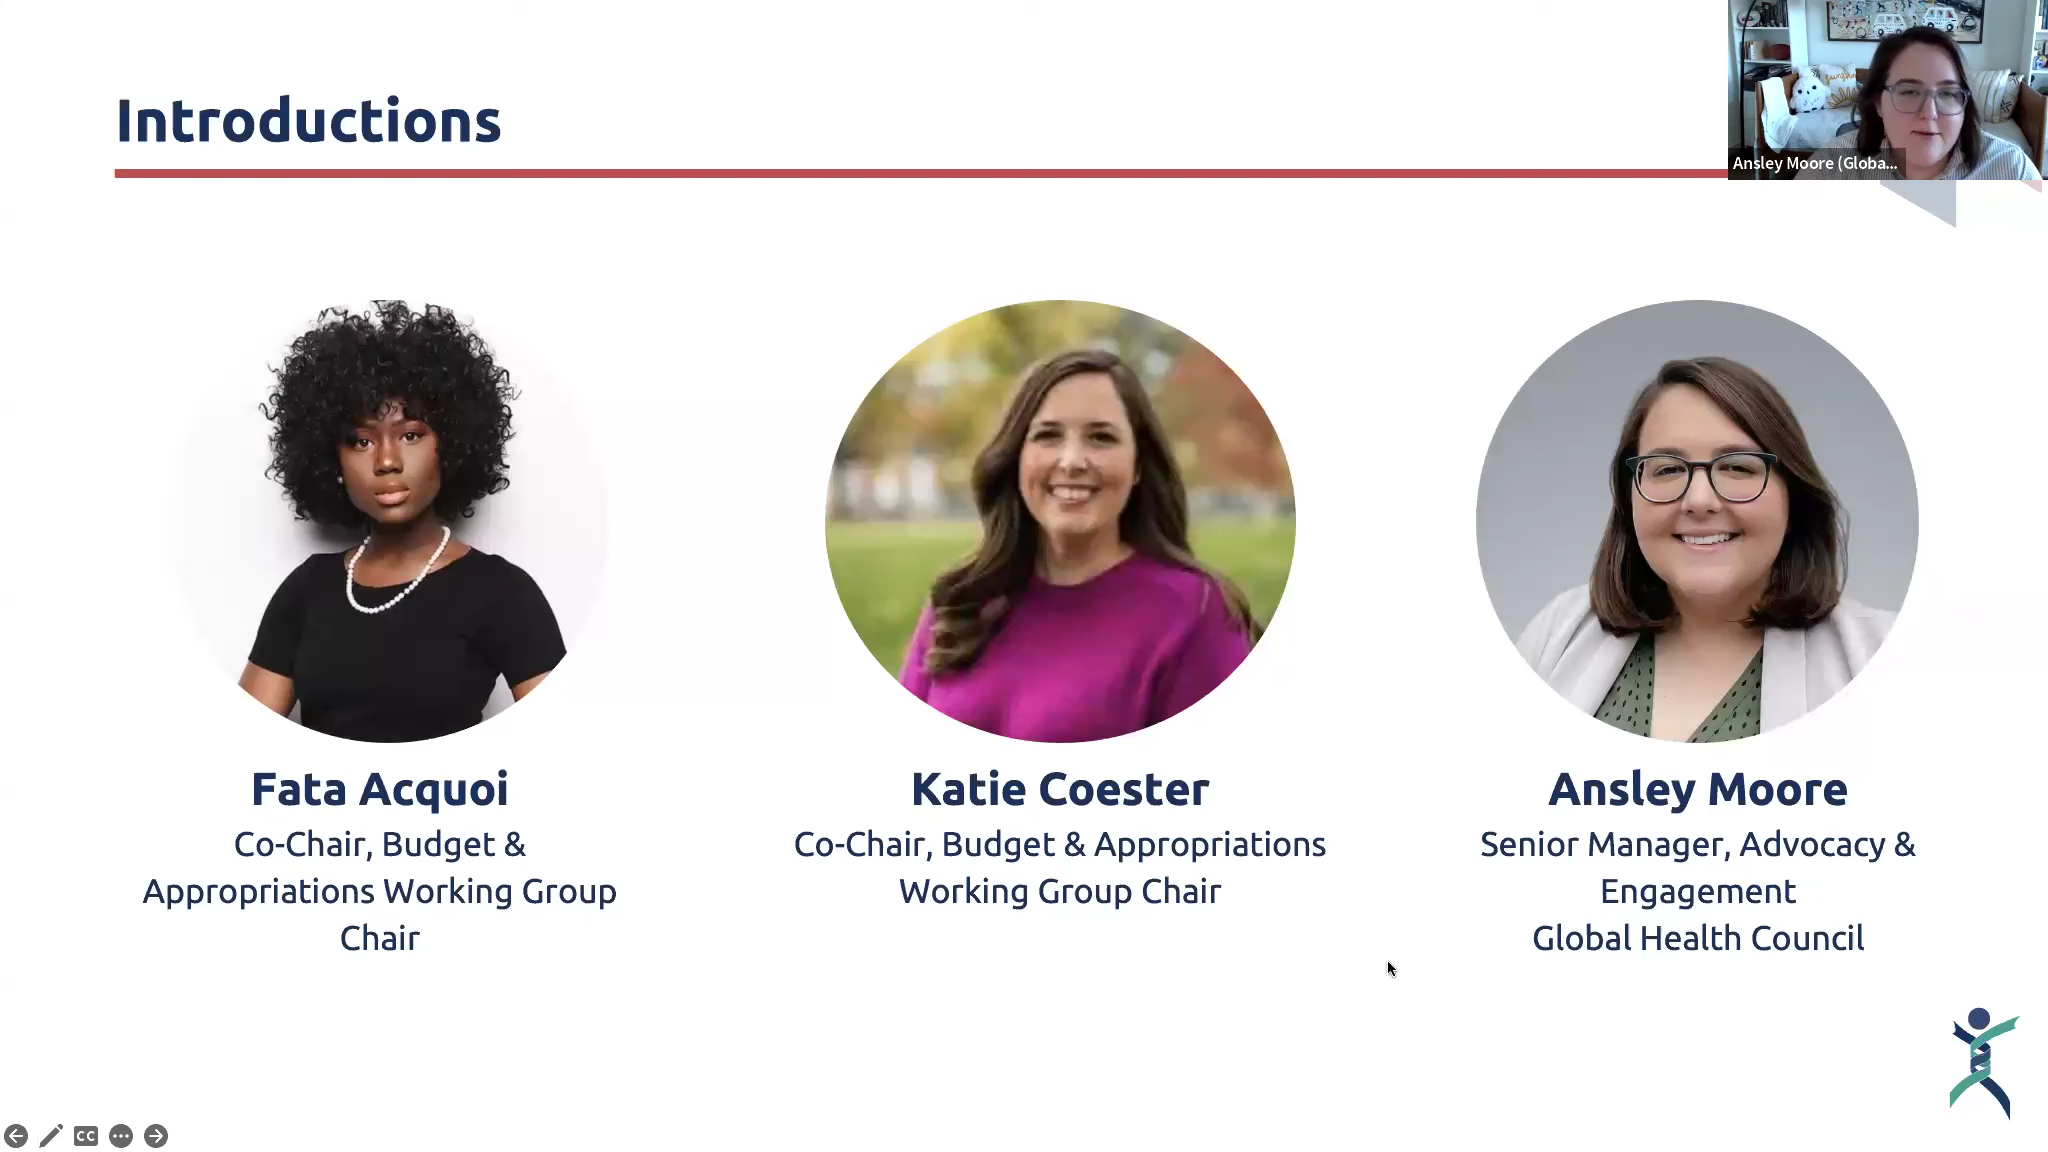 Introductions
Ansley Moore (Globa...
Fata Acquoi
Co-Chair, Budget &
Appropriations Working Group
Chair
Katie Coester
Co-Chair, Budget & Appropriations
Working Group Chair
Ansley Moore
Senior Manager, Advocacy &
Engagement
Global Health Council
CC